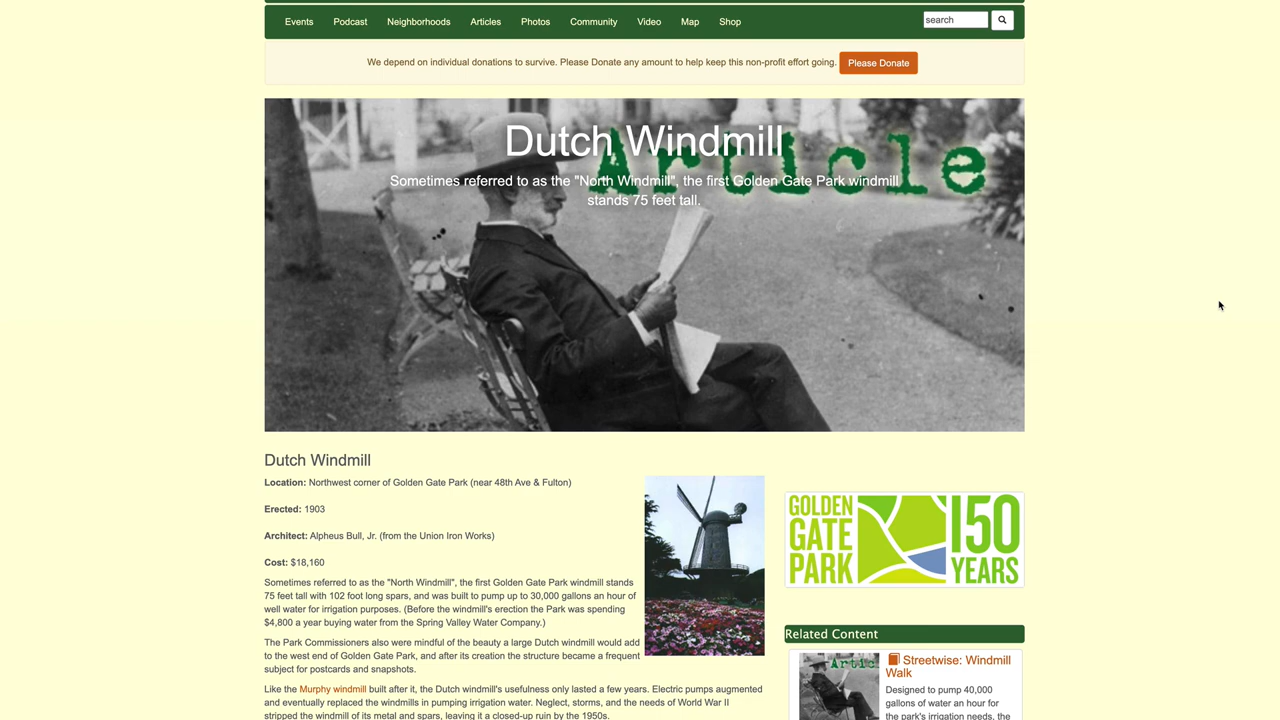 Events Podcast Neighborhoods Articles Photos Community Video Map Shop search
We depend on individual donations to survive. Please Donate any amount to help keep this non-profit effort going. Please Donate
Article
Dutch Windmill
Sometimes referred to as the "North Windmill", the first Golden Gate Park windmill
stands 75 feet tall.
Dutch Windmill
Location: Northwest corner of Golden Gate Park (near 48th Ave & Fulton)
Erected: 1903
Architect: Alpheus Bull, Jr. (from the Union Iron Works)
Cost: $18,160
Sometimes referred to as the "North Windmill", the first Golden Gate Park windmill stands
75 feet tall with 102 foot long spars, and was built to pump up to 30,000 gallons an hour of
well water for irrigation purposes. (Before the windmill's erection the Park was spending
$4,800 a year buying water from the Spring Valley Water Company.)
The Park Commissioners also were mindful of the beauty a large Dutch windmill would add
to the west end of Golden Gate Park, and after its creation the structure became a frequent
subject for postcards and snapshots.
Like the Murphy windmill built after it, the Dutch windmill's usefulness only lasted a few years. Electric pumps augmented
and eventually replaced the windmills in pumping irrigation water. Neglect, storms, and the needs of World War II
stripped the windmill of its metal and spars, leaving it a closed-up ruin by the 1950s.
GOLDEN
GATE
PARK
150
YEARS
Related Content
Article
Streetwise: Windmill
Walk
Designed to pump 40,000
gallons of water an hour for
the park's irrigation needs, the